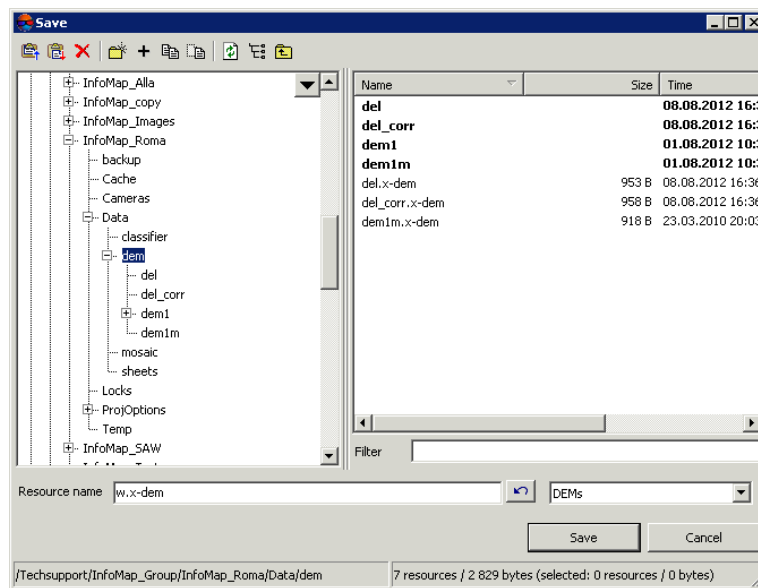 Save
InfoMap_Alla
InfoMap_copy
InfoMap_Images
InfoMap_Roma
backup
Cache
Cameras
Data
classifier
dem
del
del_corr
dem1
dem1m
mosaic
sheets
Locks
ProjOptions
Temp
InfoMap_SAW
Name Size Time
del 08.08.2012 16:3
del_corr 08.08.2012 16:3
dem1 01.08.2012 10:3
dem1m 01.08.2012 10:3
del.x-dem 953 B 08.08.2012 16:36
del_corr.x-dem 958 B 08.08.2012 16:36
dem1m.x-dem 918 B 23.03.2010 20:03
Filter
Resource name w.x-dem DEMs
Save Cancel
/Techsupport/InfoMap_Group/InfoMap_Roma/Data/dem 7 resources / 2 829 bytes (selected: 0 resources / 0 bytes)